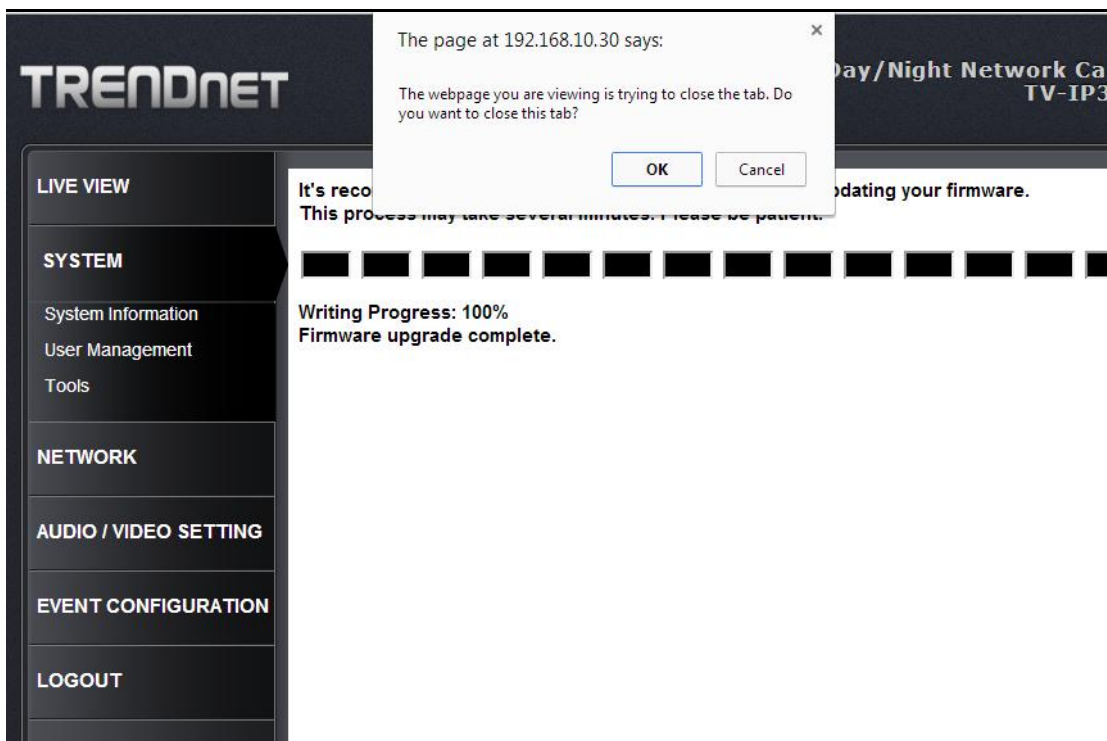 The page at 192.168.10.30 says:
×
The webpage you are viewing is trying to close the tab. Do
you want to close this tab?
OK
Cancel
TRENDNET
Day/Night Network Ca
TV-IP3
LIVE VIEW
SYSTEM
System Information
User Management
Tools
NETWORK
AUDIO / VIDEO SETTING
EVENT CONFIGURATION
LOGOUT
It's reco pdating your firmware.
This process may take several minutes. Please be patient.
Writing Progress: 100%
Firmware upgrade complete.